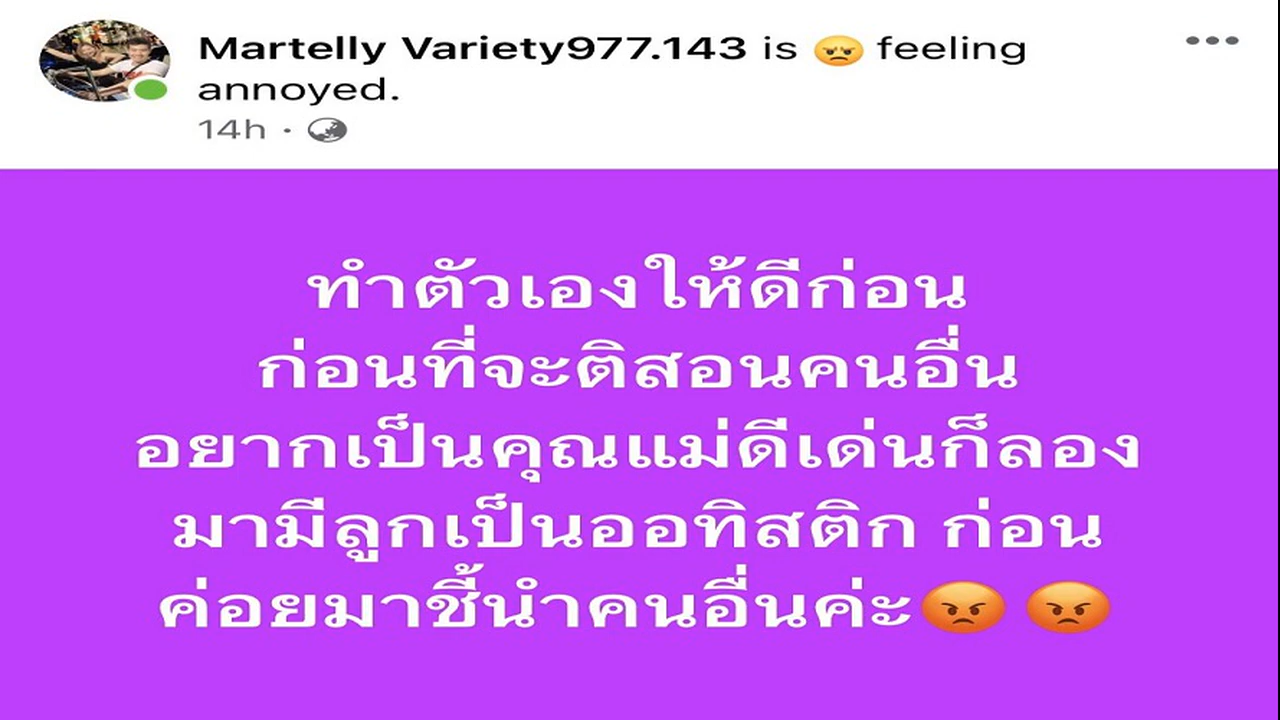 Martelly Variety977.143 is 😠 feeling
annoyed.
14h ·
ทำตัวเองให้ดีก่อน
ก่อนที่จะติสอนคนอื่น
อยากเป็นคุณแม่ดีเด่นก็ลอง
มามีลูกเป็นออทิสติก ก่อน
ค่อยมาชี้นำคนอื่นค่ะ😡 😡